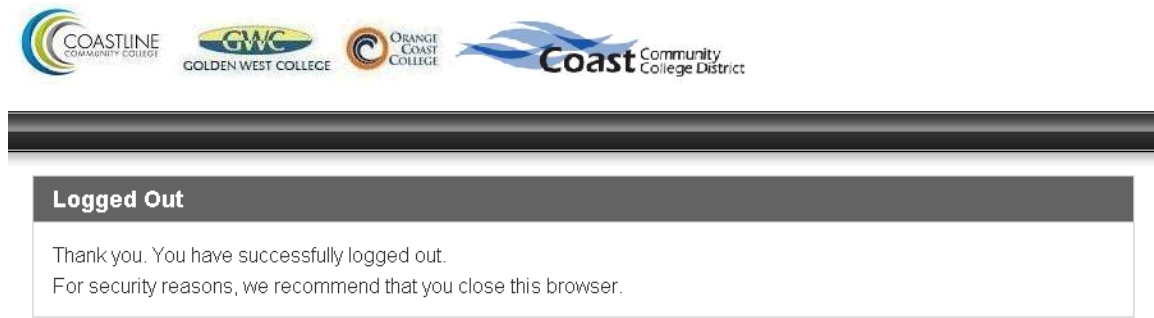 COASTLINE
COMMUNITY COLLEGE
GWC
GOLDEN WEST COLLEGE
ORANGE
COAST
COLLEGE
Coast Community
College District
Logged Out
Thank you. You have successfully logged out.
For security reasons, we recommend that you close this browser.